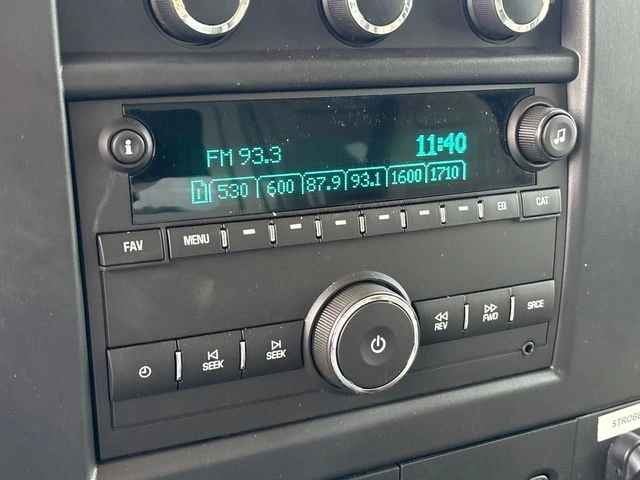 i
FM 93.3 11:40
1 530 600 87.9 93.1 1600 1710
FAV MENU EQ CAT
REV FWD SRCE
SEEK SEEK
STROBE